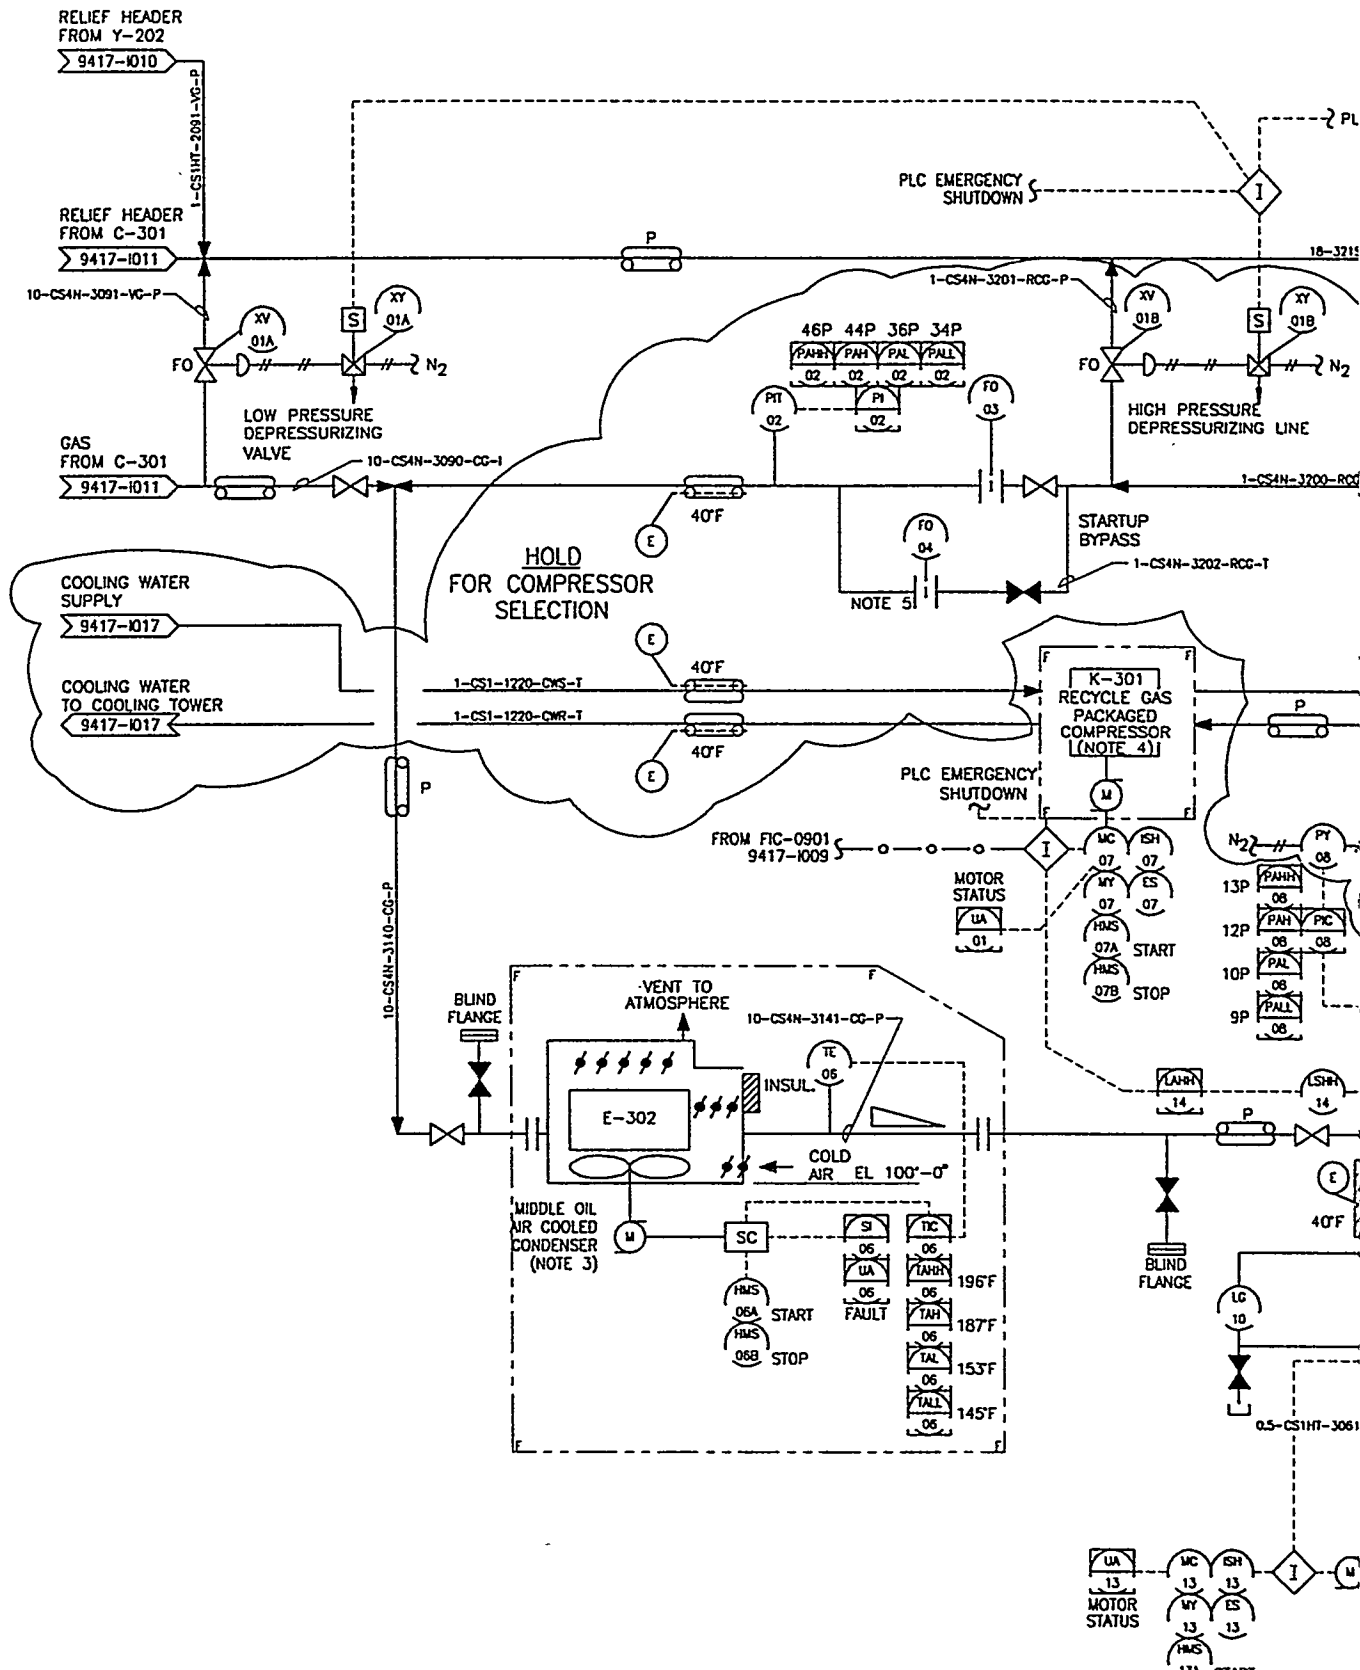 RELIEF HEADER
FROM Y-202
9417-I010
1-CS1HT-2091-VG-P
PL
PLC EMERGENCY
SHUTDOWN
I
RELIEF HEADER
FROM C-301
9417-I011
P
18-3215
10-CS4N-3091-VG-P
1-CS4N-3201-RCG-P
XV
01A
S
XY
01A
FO
N2
LOW PRESSURE
DEPRESSURIZING
VALVE
46P 44P 36P 34P
PAHH PAH PAL PALL
02 02 02 02
PIT
02
PI
02
FO
03
XV
01B
S
XY
01B
FO
N2
HIGH PRESSURE
DEPRESSURIZING LINE
GAS
FROM C-301
9417-I011
10-CS4N-3090-CG-I
40°F
E
1-CS4N-3200-RCG
STARTUP
BYPASS
FO
04
NOTE 5
1-CS4N-3202-RCG-T
HOLD
FOR COMPRESSOR
SELECTION
COOLING WATER
SUPPLY
9417-I017
E
40°F
1-CS1-1220-CWS-T
COOLING WATER
TO COOLING TOWER
9417-I017
1-CS1-1220-CWR-T
40°F
E
P
F F
K-301
RECYCLE GAS
PACKAGED
COMPRESSOR
(NOTE 4)
M
F F
P
PLC EMERGENCY
SHUTDOWN
FROM FIC-0901
9417-I009
I
MC ISH
07 07
MY ES
07 07
HMS
07A START
HMS
07B STOP
MOTOR
STATUS
UA
01
N2
PY
08
13P PAHH
08
12P PAH PIC
08 08
10P PAL
08
9P PALL
08
10-CS4N-3140-CG-P
F F
BLIND
FLANGE
VENT TO
ATMOSPHERE
10-CS4N-3141-CG-P
TE
06
INSUL.
E-302
COLD
AIR EL 100'-0"
MIDDLE OIL
AIR COOLED
CONDENSER
(NOTE 3)
M
SC
SI
06
UA
06
FAULT
TIC
06
TAHH 196°F
06
TAH 187°F
06
TAL 153°F
06
TALL 145°F
06
HMS
06A START
HMS
06B STOP
F F
LAHH
14
LSHH
14
P
E
40°F
BLIND
FLANGE
LG
10
0.5-CS1HT-3061
UA
13
MOTOR
STATUS
MC ISH
13 13
MY ES
13 13
HMS
13A START
I
M